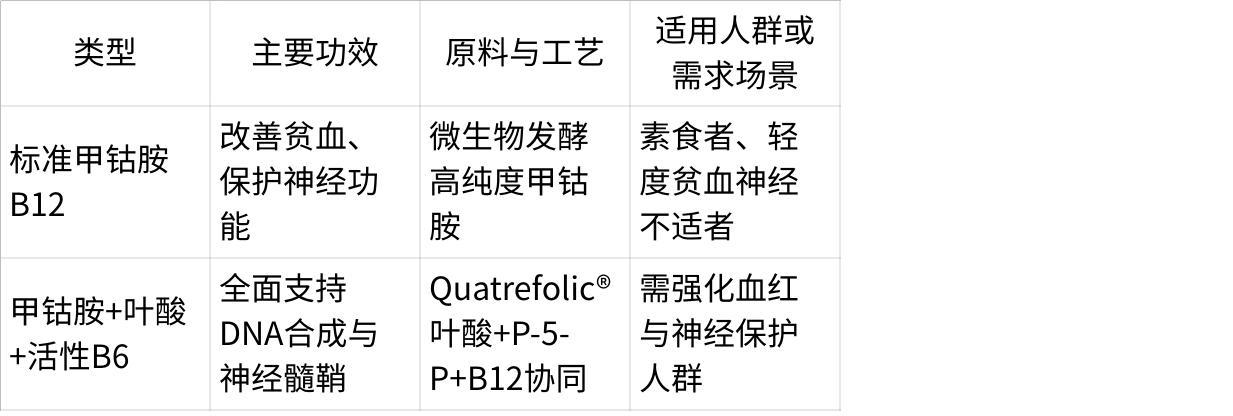 类型
主要功效
原料与工艺
适用人群或
需求场景
标准甲钴胺
B12
改善贫血、
保护神经功
能
微生物发酵
高纯度甲钴
胺
素食者、轻
度贫血神经
不适者
甲钴胺+叶酸
+活性B6
全面支持
DNA合成与
神经髓鞘
Quatrefolic®
叶酸+P-5-
P+B12协同
需强化血红
与神经保护
人群